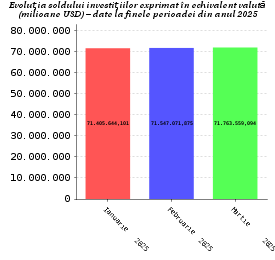 Evoluția soldului investițiilor exprimat în echivalent valută
(milioane USD) – date la finele perioadei din anul 2025
80.000.000
70.000.000
60.000.000
50.000.000
40.000.000
30.000.000
20.000.000
10.000.000
0
71.405.644,101 71.547.071,875 71.763.559,094
Ianuarie 2025
Februarie 2025
Martie 2025